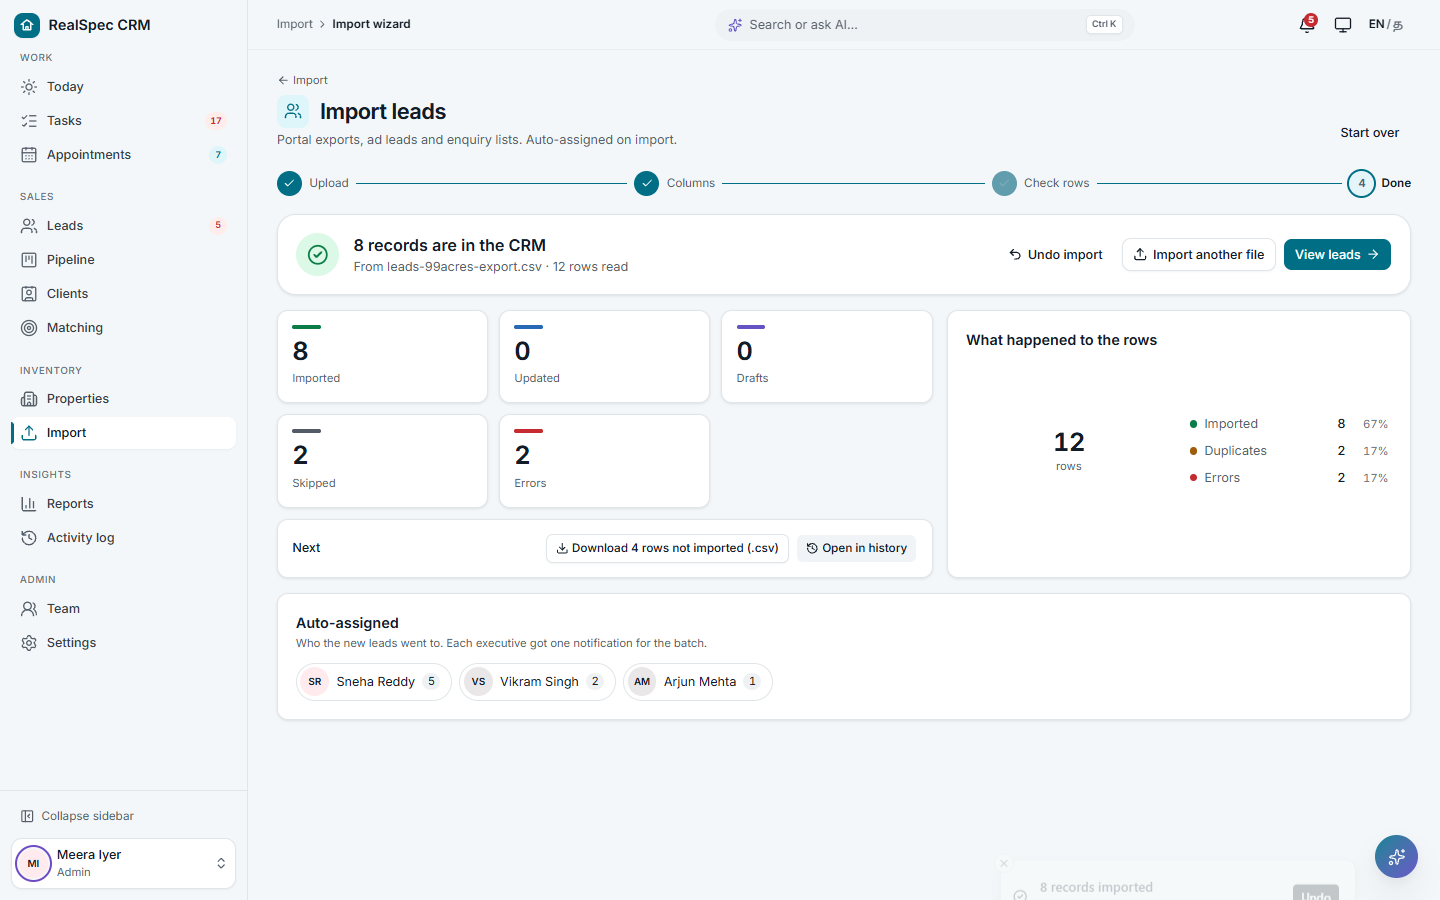 RealSpec CRM
Import > Import wizard
Search or ask AI...
Ctrl K
5
EN / த
WORK
Today
Tasks 17
Appointments 7
SALES
Leads 5
Pipeline
Clients
Matching
INVENTORY
Properties
Import
INSIGHTS
Reports
Activity log
ADMIN
Team
Settings
Collapse sidebar
MI
Meera Iyer
Admin
← Import
Import leads
Portal exports, ad leads and enquiry lists. Auto-assigned on import.
Start over
Upload
Columns
Check rows
4 Done
8 records are in the CRM
From leads-99acres-export.csv · 12 rows read
Undo import
Import another file
View leads →
8
Imported
0
Updated
0
Drafts
2
Skipped
2
Errors
Next
Download 4 rows not imported (.csv)
Open in history
What happened to the rows
12
rows
Imported 8 67%
Duplicates 2 17%
Errors 2 17%
Auto-assigned
Who the new leads went to. Each executive got one notification for the batch.
SR Sneha Reddy 5
VS Vikram Singh 2
AM Arjun Mehta 1
8 records imported
Undo